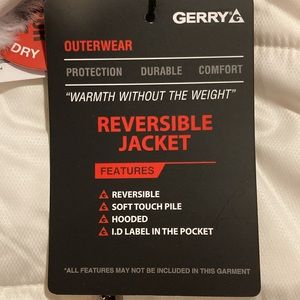 GERRY
DRY
OUTERWEAR
PROTECTION DURABLE COMFORT
"WARMTH WITHOUT THE WEIGHT"
REVERSIBLE
JACKET
FEATURES
REVERSIBLE
SOFT TOUCH PILE
HOODED
I.D LABEL IN THE POCKET
*ALL FEATURES MAY NOT BE INCLUDED IN THIS GARMENT